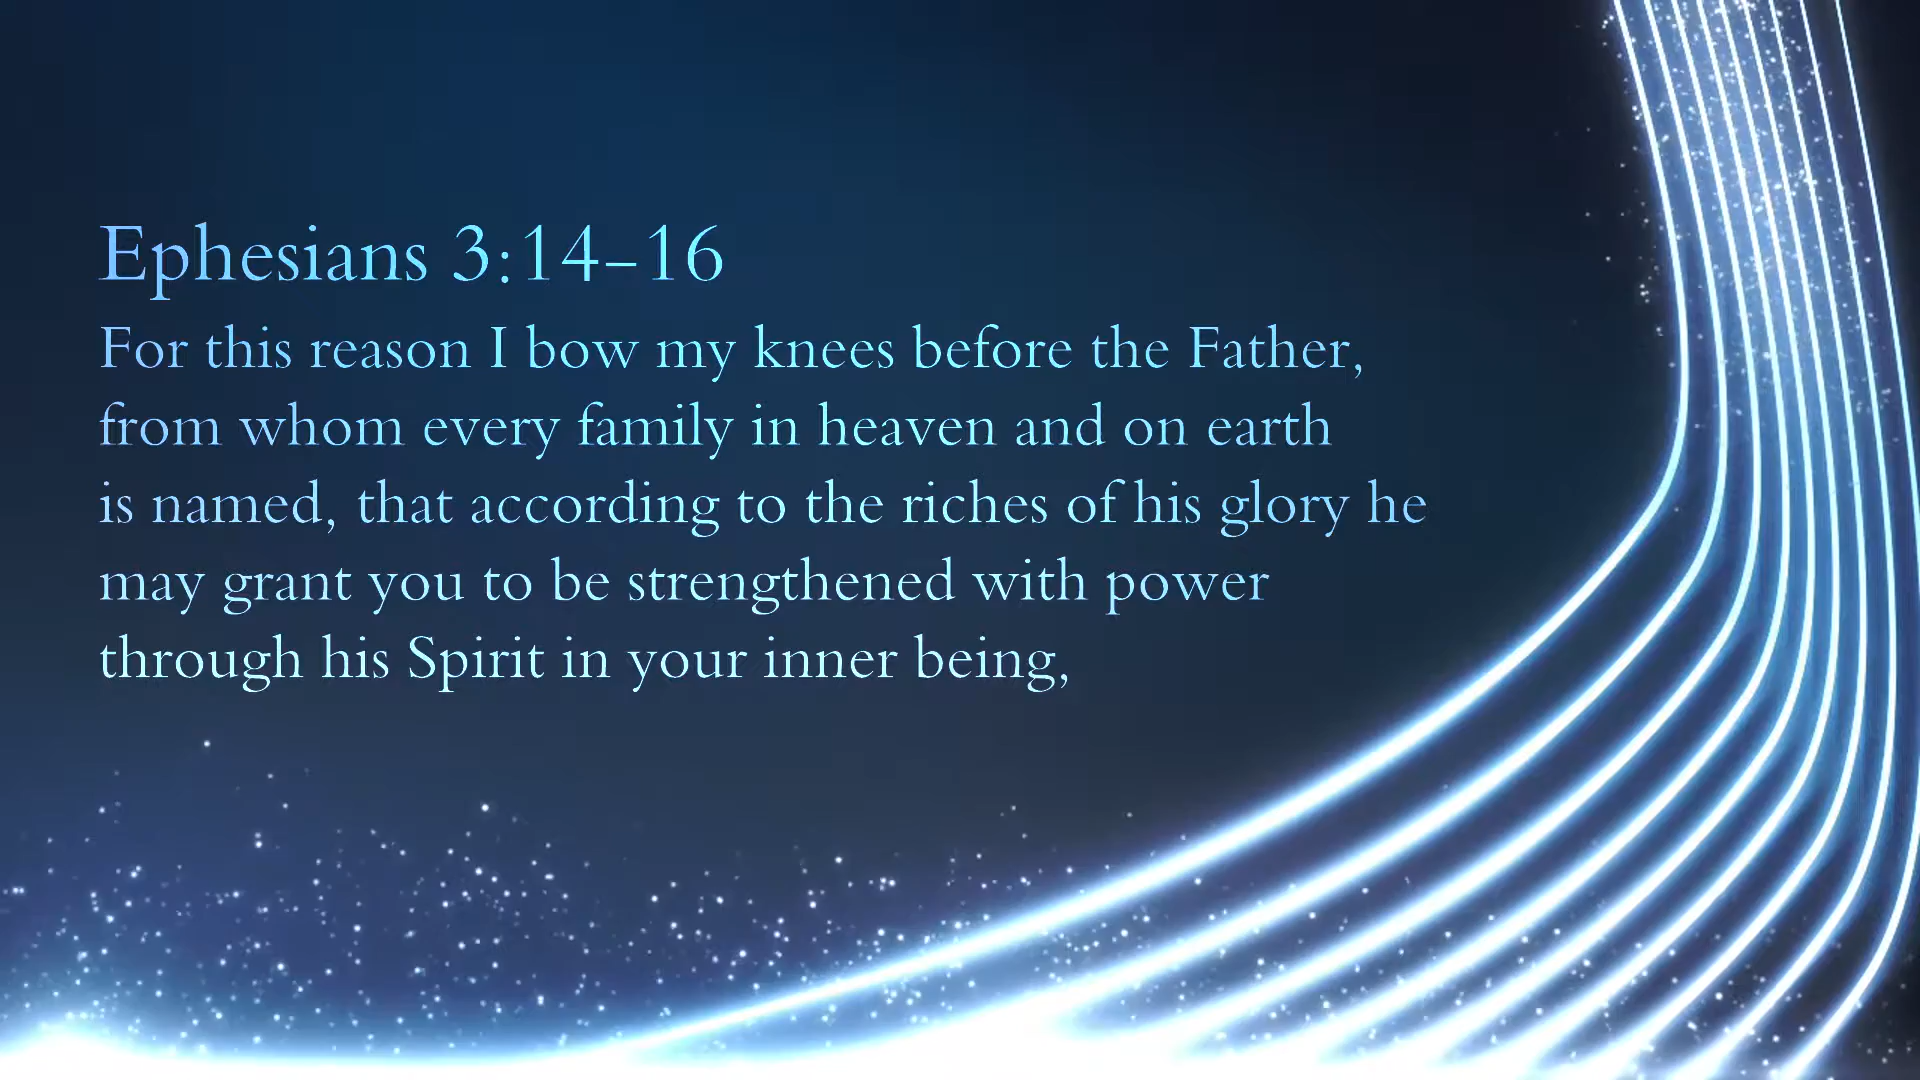 Ephesians 3:14–16
For this reason I bow my knees before the Father,
from whom every family in heaven and on earth
is named, that according to the riches of his glory he
may grant you to be strengthened with power
through his Spirit in your inner being,